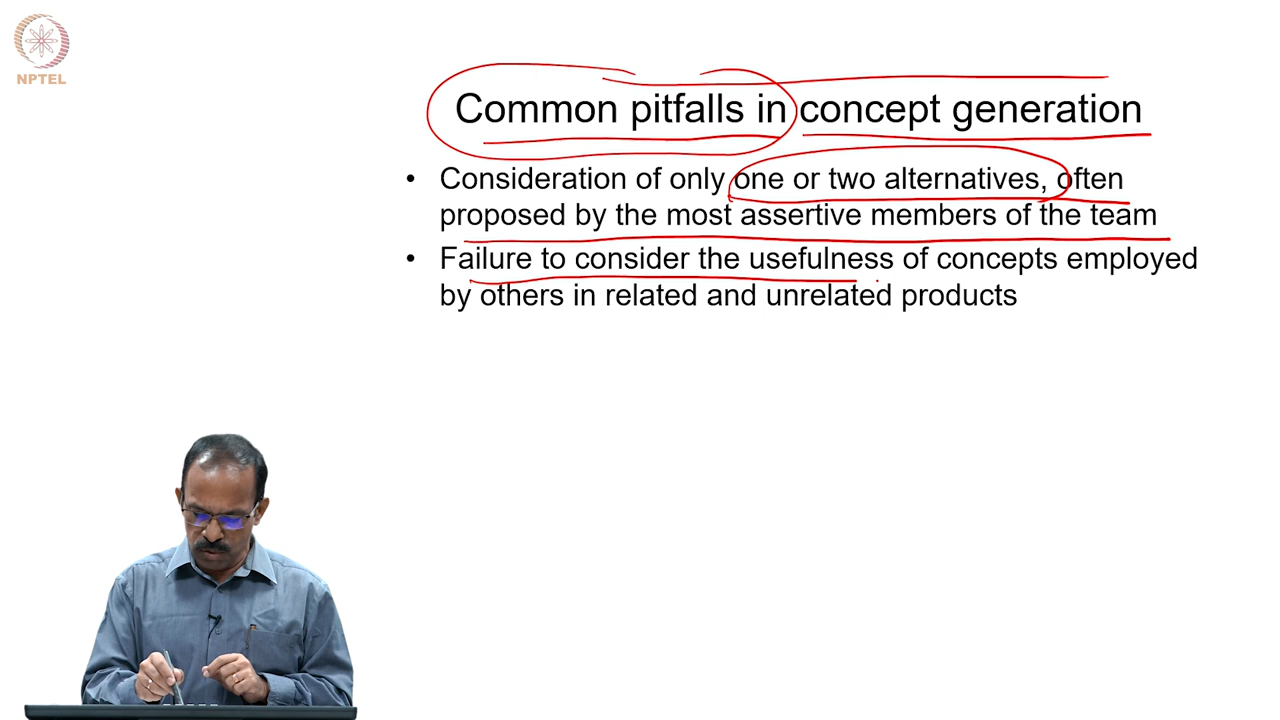 NPTEL
Common pitfalls in concept generation
• Consideration of only one or two alternatives, often
proposed by the most assertive members of the team
• Failure to consider the usefulness of concepts employed
by others in related and unrelated products